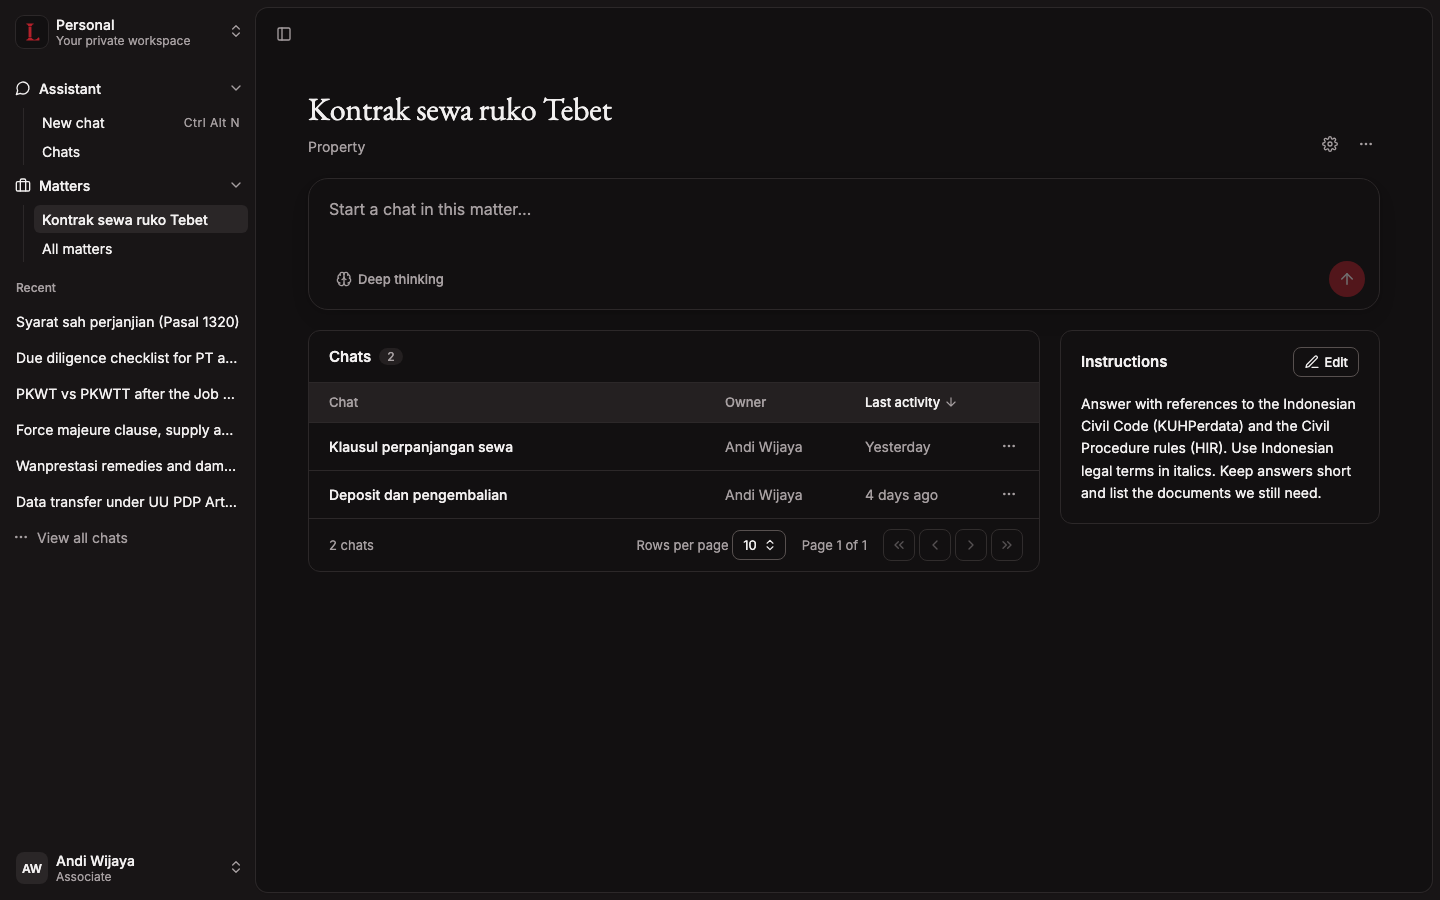 L
Personal
Your private workspace
Assistant
New chat Ctrl Alt N
Chats
Matters
Kontrak sewa ruko Tebet
All matters
Recent
Syarat sah perjanjian (Pasal 1320)
Due diligence checklist for PT a...
PKWT vs PKWTT after the Job ...
Force majeure clause, supply a...
Wanprestasi remedies and dam...
Data transfer under UU PDP Art...
View all chats
AW
Andi Wijaya
Associate
Kontrak sewa ruko Tebet
Property
Start a chat in this matter...
Deep thinking
Chats 2
Chat Owner Last activity
Klausul perpanjangan sewa Andi Wijaya Yesterday
Deposit dan pengembalian Andi Wijaya 4 days ago
2 chats Rows per page 10 Page 1 of 1
Instructions
Edit
Answer with references to the Indonesian
Civil Code (KUHPerdata) and the Civil
Procedure rules (HIR). Use Indonesian
legal terms in italics. Keep answers short
and list the documents we still need.